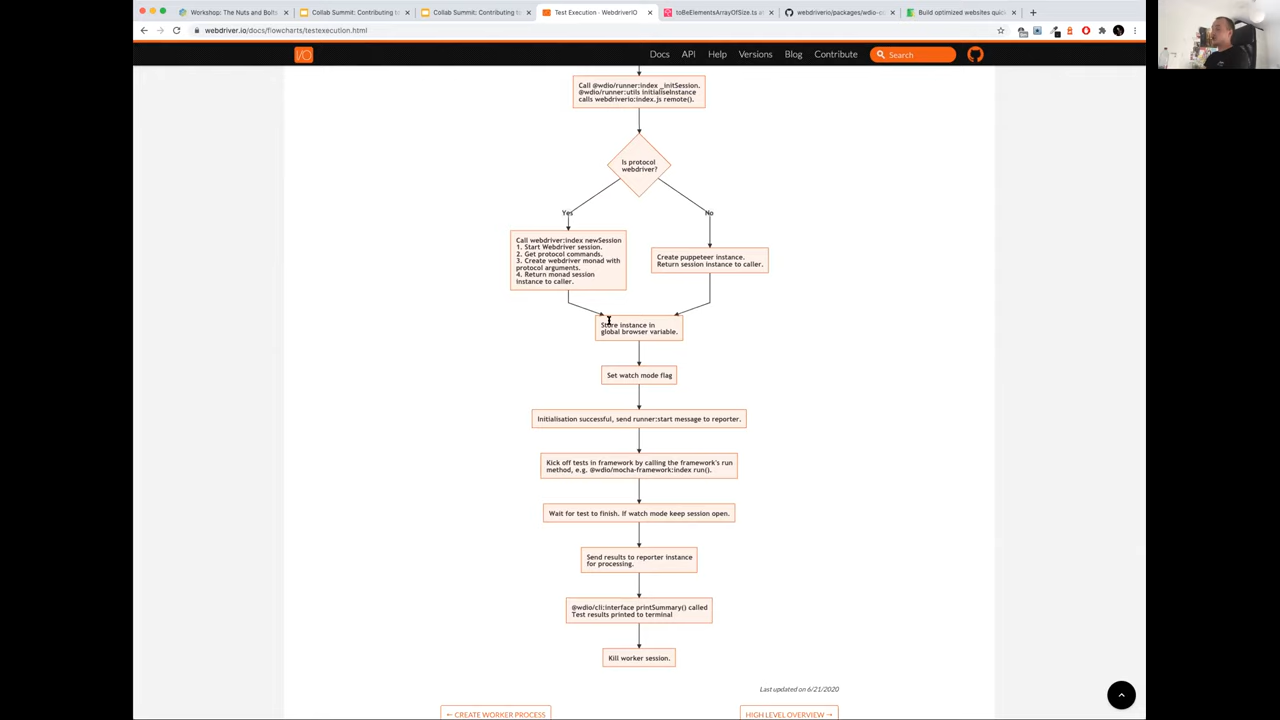 Workshop: The Nuts and Bolts
Collab Summit: Contributing to
Collab Summit: Contributing to
Test Execution · WebdriverIO
toBeElementsArrayOfSize.ts at
webdriverio/packages/wdio-co
Build optimized websites quick
webdriver.io/docs/flowcharts/testexecution.html
I/O
Docs API Help Versions Blog Contribute Search
Call @wdio/runner:index _initSession.
@wdio/runner:utils initialiseInstance
calls webdriverio:index.js remote().
Is protocol
webdriver?
Yes
No
Call webdriver:index newSession
1. Start Webdriver session.
2. Get protocol commands.
3. Create webdriver monad with
protocol arguments.
4. Return monad session
instance to caller.
Create puppeteer instance.
Return session instance to caller.
Store instance in
global browser variable.
Set watch mode flag
Initialisation successful, send runner:start message to reporter.
Kick off tests in framework by calling the framework's run
method, e.g. @wdio/mocha-framework:index run().
Wait for test to finish. If watch mode keep session open.
Send results to reporter instance
for processing.
@wdio/cli:interface printSummary() called
Test results printed to terminal
Kill worker session.
Last updated on 6/21/2020
← CREATE WORKER PROCESS
HIGH LEVEL OVERVIEW →